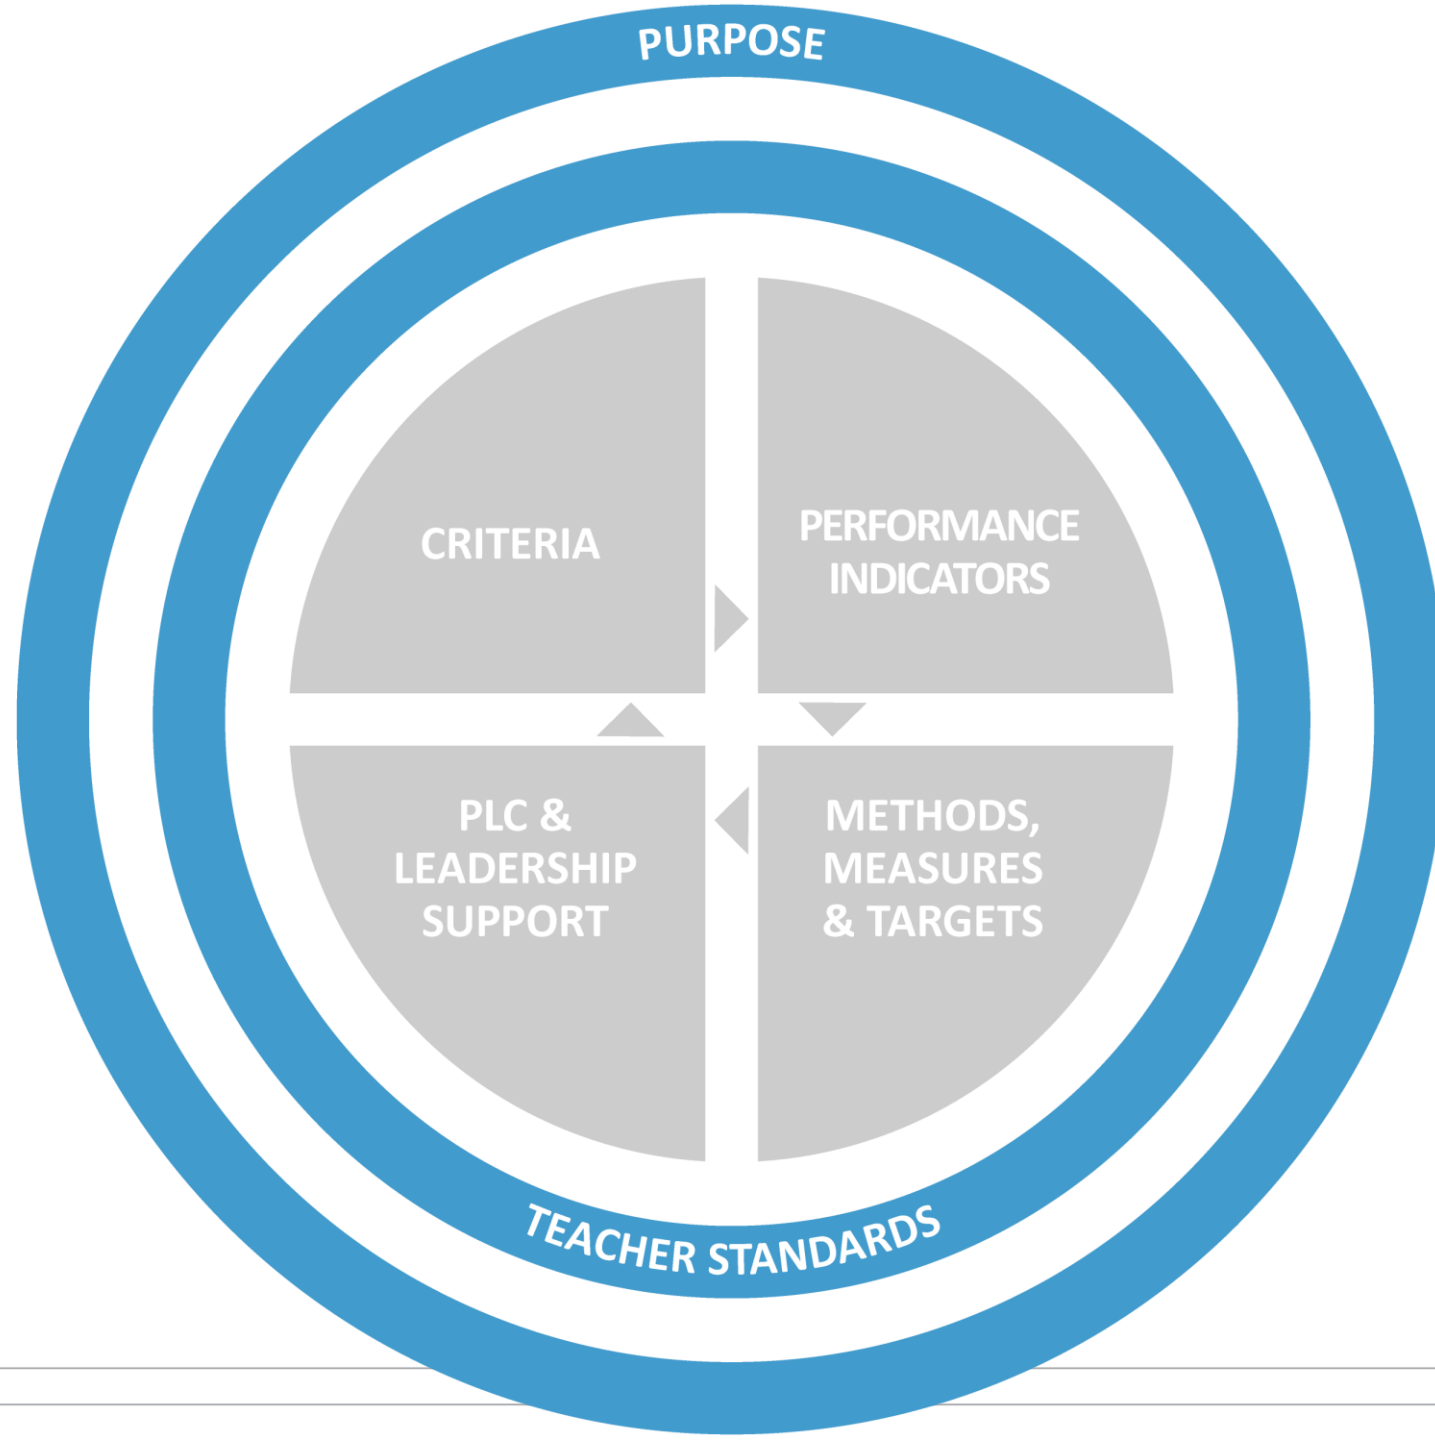 PURPOSE
CRITERIA
PERFORMANCE
INDICATORS
PLC &
LEADERSHIP
SUPPORT
METHODS,
MEASURES
& TARGETS
TEACHER STANDARDS